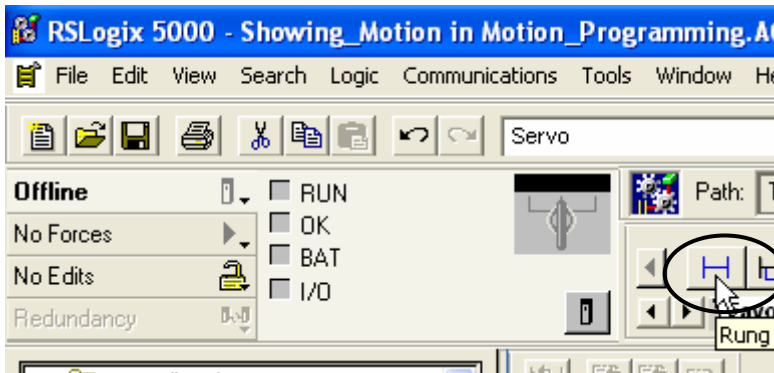 RSLogix 5000 - Showing_Motion in Motion_Programming.A
File Edit View Search Logic Communications Tools Window He
Servo
Offline
RUN
Path:
No Forces
OK
No Edits
BAT
I/O
Redundancy
Rung